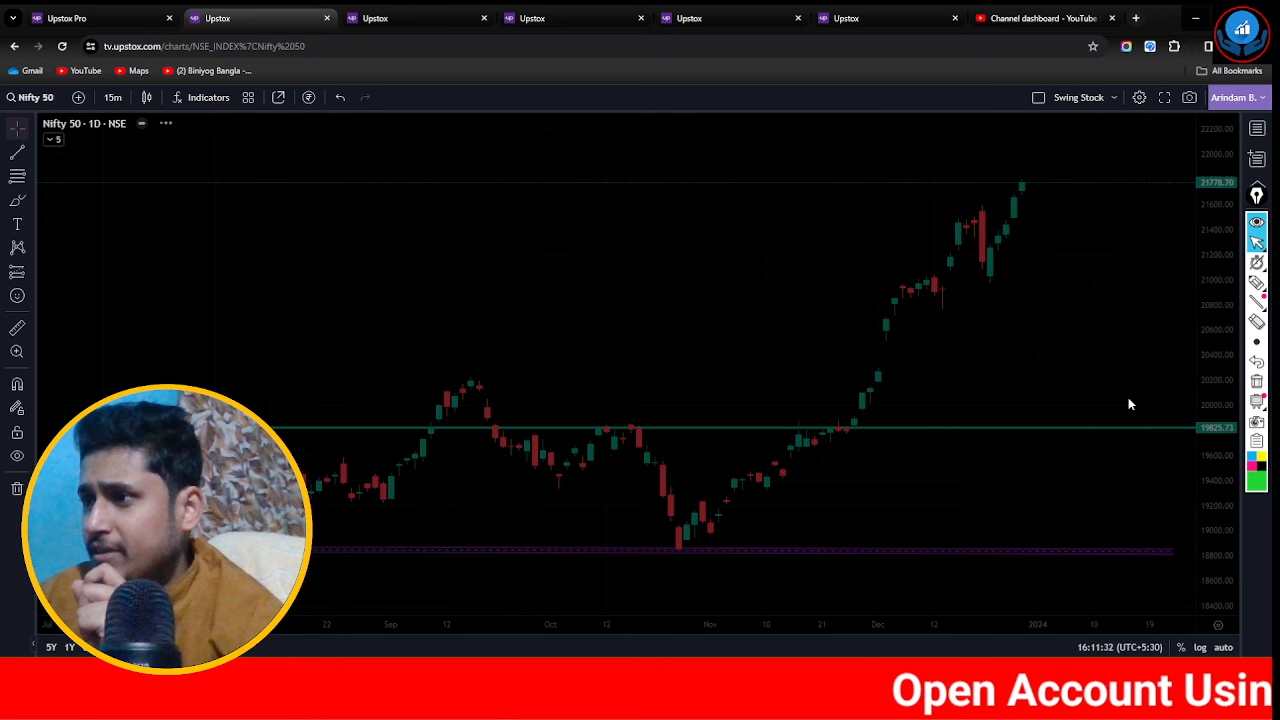 Upstox Pro
Upstox
Upstox
Upstox
Upstox
Upstox
Channel dashboard - YouTube
tv.upstox.com/charts/NSE_INDEX%7CNifty%2050
Gmail
YouTube
Maps
(2) Biniyog Bangla -...
All Bookmarks
Nifty 50
15m
Indicators
Swing Stock
Arindam B.
Nifty 50 · 1D · NSE
5
22200.00
22000.00
21778.70
21600.00
21400.00
21200.00
21000.00
20800.00
20600.00
20400.00
20200.00
20000.00
19825.73
19600.00
19400.00
19200.00
19000.00
18800.00
18600.00
18400.00
Jul
22
Sep
12
Oct
12
Nov
10
21
Dec
12
2024
10
19
5Y
1Y
16:11:32 (UTC+5:30)
%
log
auto
Open Account Usin